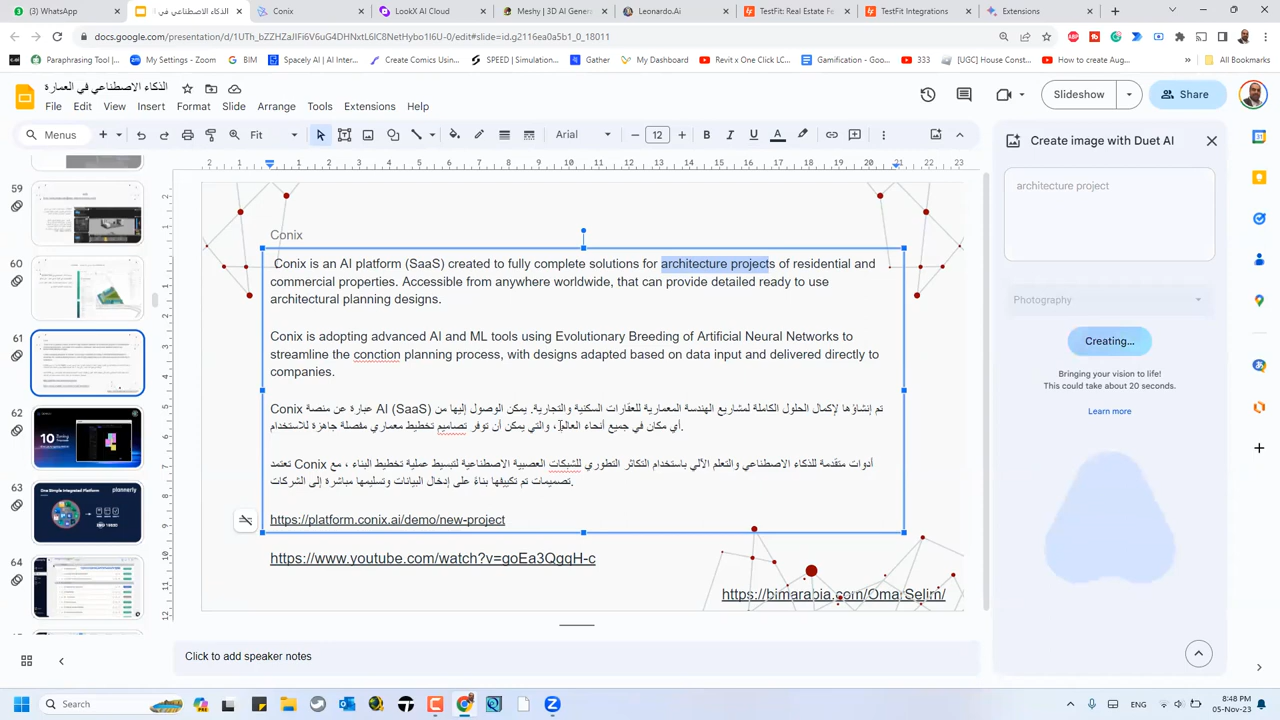 (3) WhatsApp
الذكاء الاصطناعي في ا
Conix
LookX AI Cloud
Meshy | 3D AI Gener
Leonardo.Ai
TestFit: Real Estate Fe
TestFit Integrations
Extensions
docs.google.com/presentation/d/1UTh_bZZHZaJIFi6V6uG4DHNxtL6IC8NetHybo1I6U-0/edit#slide=id.g2116ea0a5b1_0_18011
Paraphrasing Tool |...
My Settings - Zoom
BIM
Spacely AI | AI Inter...
Create Comics Using...
SPEED | Simulation...
Gather
My Dashboard
Revit x One Click LC...
Gamification - Goo...
333
[UGC] House Const...
How to create Aug...
All Bookmarks
الذكاء الاصطناعي في العمارة
File Edit View Insert Format Slide Arrange Tools Extensions Help
Slideshow
Share
Menus
Fit
Arial
12
Create image with Duet AI
architecture project
Photography
Creating...
Bringing your vision to life!
This could take about 20 seconds.
Learn more
59
60
61
62
63
64
Conix
Conix is an AI platform (SaaS) created to fully complete solutions for architecture projects of residential and
commercial properties. Accessible from anywhere worldwide, that can provide detailed ready to use
architectural planning designs.
Conix is adopting advanced AI and ML tools using Evolutionary Breeding of Artificial Neural Networks to
streamline the
planning process, with designs adapted based on data input and delivered directly to
companies.
Conix عبارة عن منصة AI (SaaS) تم إنشاؤها لإكمال الحلول الكاملة لمشاريع الهندسة المعمارية للعقارات السكنية والتجارية. يمكن الوصول إليها من
أي مكان في جميع أنحاء العالم، والتي يمكن أن توفر تصاميم تخطيط معماري مفصلة جاهزة للاستخدام.
تعتمد Conix أدوات متقدمة للذكاء الاصطناعي والتعلم الآلي باستخدام التكاثر التطوري للشبكات العصبية الاصطناعية لتبسيط عملية تخطيط البناء ، مع
تصميمات تم تكييفها بناءً على إدخال البيانات وتسليمها مباشرة إلى الشركات.
https://platform.conix.ai/demo/new-project
https://bimarabia.com/OmarSelim/
10
One Simple Integrated Platform
plannerly
Click to add speaker notes
Search
ENG
8:48 PM
05-Nov-23